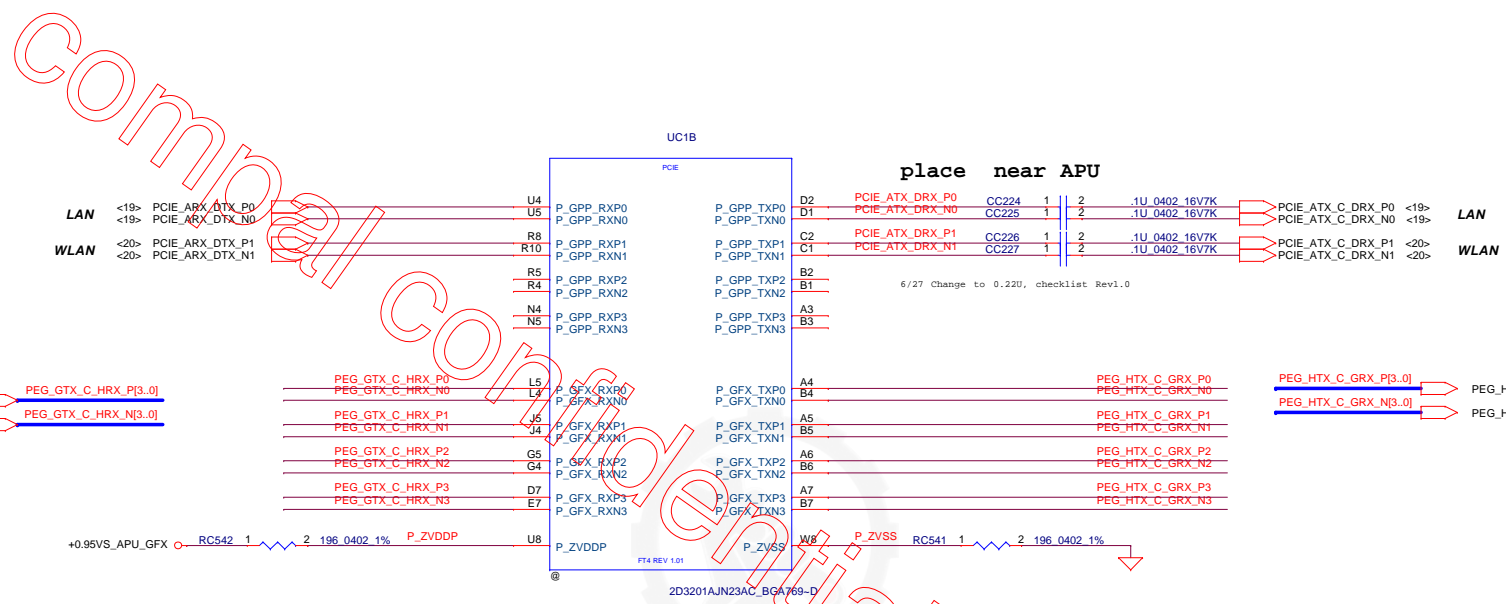 Compal confidential
UC1B
PCIE
place near APU
LAN <19> PCIE_ARX_DTX_P0 U4 P_GPP_RXP0 P_GPP_TXP0 D2 PCIE_ATX_DRX_P0 CC224 1 2 .1U_0402_16V7K PCIE_ATX_C_DRX_P0 <19> LAN
<19> PCIE_ARX_DTX_N0 U5 P_GPP_RXN0 P_GPP_TXN0 D1 PCIE_ATX_DRX_N0 CC225 1 2 .1U_0402_16V7K PCIE_ATX_C_DRX_N0 <19>
WLAN <20> PCIE_ARX_DTX_P1 R8 P_GPP_RXP1 P_GPP_TXP1 C2 PCIE_ATX_DRX_P1 CC226 1 2 .1U_0402_16V7K PCIE_ATX_C_DRX_P1 <20> WLAN
<20> PCIE_ARX_DTX_N1 R10 P_GPP_RXN1 P_GPP_TXN1 C1 PCIE_ATX_DRX_N1 CC227 1 2 .1U_0402_16V7K PCIE_ATX_C_DRX_N1 <20>
R5 P_GPP_RXP2 P_GPP_TXP2 B2
R4 P_GPP_RXN2 P_GPP_TXN2 B1
6/27 Change to 0.22U, checklist Rev1.0
N4 P_GPP_RXP3 P_GPP_TXP3 A3
N5 P_GPP_RXN3 P_GPP_TXN3 B3
PEG_GTX_C_HRX_P[3..0] PEG_GTX_C_HRX_P0 L5 P_GFX_RXP0 P_GFX_TXP0 A4 PEG_HTX_C_GRX_P0 PEG_HTX_C_GRX_P[3..0] PEG_H
PEG_GTX_C_HRX_N0 L4 P_GFX_RXN0 P_GFX_TXN0 B4 PEG_HTX_C_GRX_N0
PEG_GTX_C_HRX_N[3..0] PEG_GTX_C_HRX_P1 J5 P_GFX_RXP1 P_GFX_TXP1 A5 PEG_HTX_C_GRX_P1 PEG_HTX_C_GRX_N[3..0] PEG_H
PEG_GTX_C_HRX_N1 J4 P_GFX_RXN1 P_GFX_TXN1 B5 PEG_HTX_C_GRX_N1
PEG_GTX_C_HRX_P2 G5 P_GFX_RXP2 P_GFX_TXP2 A6 PEG_HTX_C_GRX_P2
PEG_GTX_C_HRX_N2 G4 P_GFX_RXN2 P_GFX_TXN2 B6 PEG_HTX_C_GRX_N2
PEG_GTX_C_HRX_P3 D7 P_GFX_RXP3 P_GFX_TXP3 A7 PEG_HTX_C_GRX_P3
PEG_GTX_C_HRX_N3 E7 P_GFX_RXN3 P_GFX_TXN3 B7 PEG_HTX_C_GRX_N3
+0.95VS_APU_GFX RC542 1 2 196_0402_1% P_ZVDDP U8 P_ZVDDP P_ZVSS W8 P_ZVSS RC541 1 2 196_0402_1%
FT4 REV 1.01
@
2D3201AJN23AC_BGA769~D